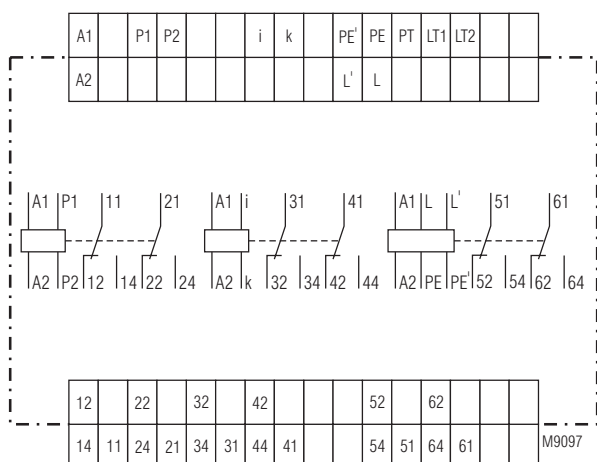 A1 P1 P2 i k PE' PE PT LT1 LT2
A2 L' L
A1 P1 11 21 A1 i 31 41 A1 L L' 51 61
A2 P2 12 14 22 24 A2 k 32 34 42 44 A2 PE PE' 52 54 62 64
12 22 32 42 52 62
14 11 24 21 34 31 44 41 54 51 64 61
M9097